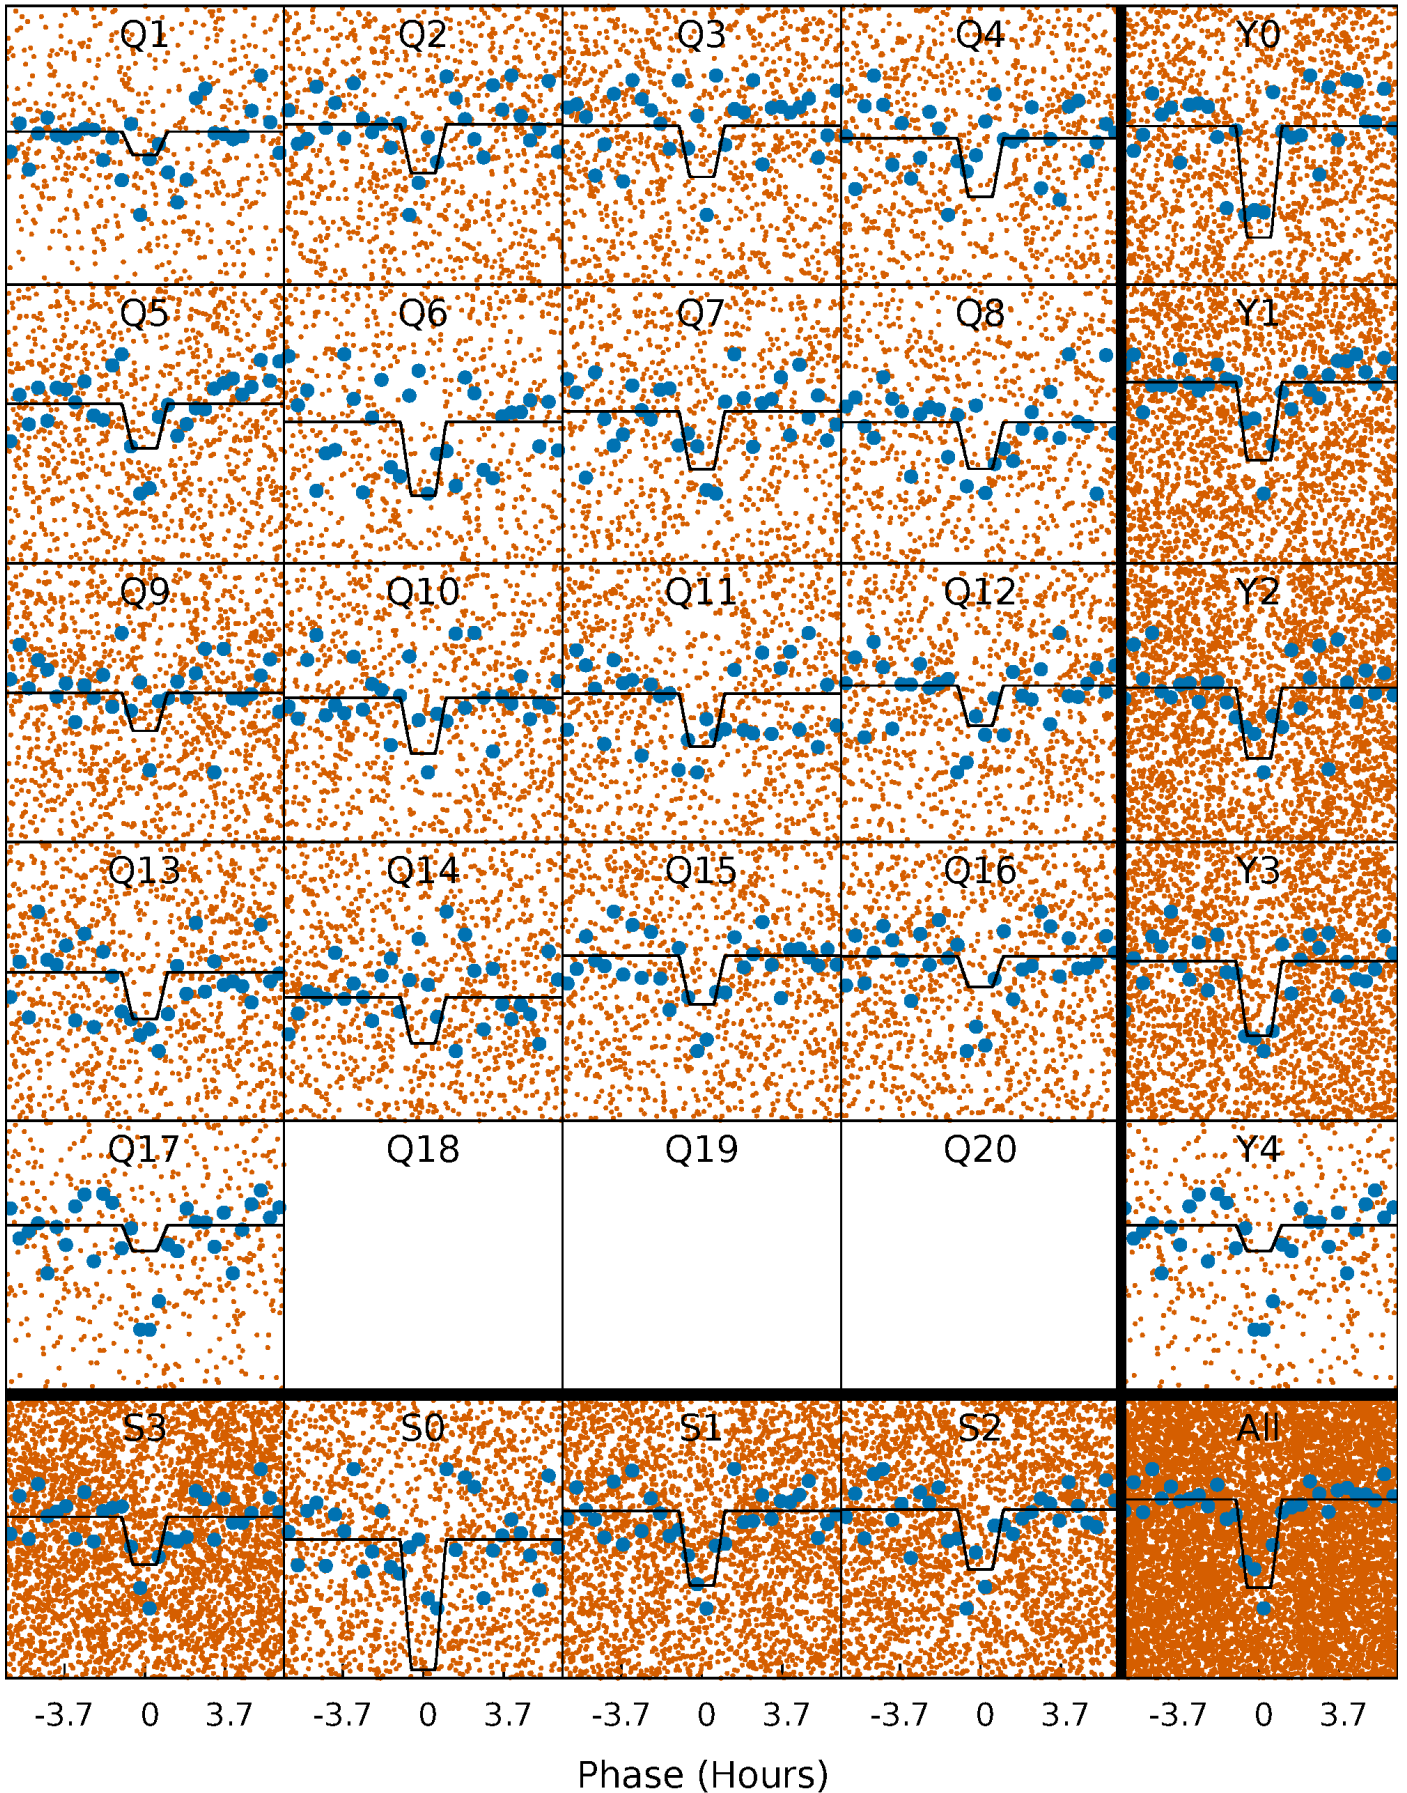 Q1 Q2 Q3 Q4 Y0
Q5 Q6 Q7 Q8 Y1
Q9 Q10 Q11 Q12 Y2
Q13 Q14 Q15 Q16 Y3
Q17 Q18 Q19 Q20 Y4
S3 S0 S1 S2 All
-3.7 0 3.7 -3.7 0 3.7 -3.7 0 3.7 -3.7 0 3.7 -3.7 0 3.7
Phase (Hours)